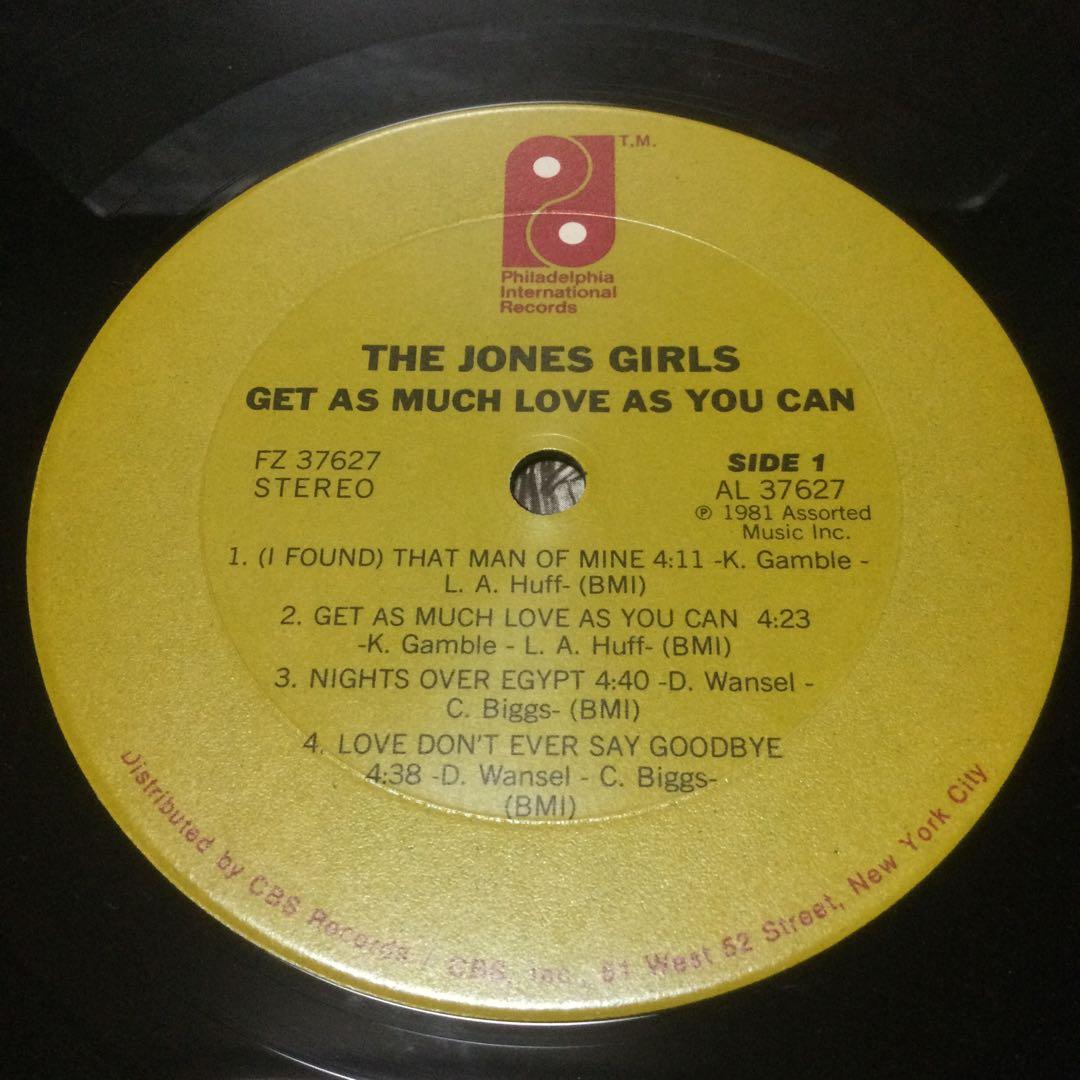 T.M.
Philadelphia
International
Records
THE JONES GIRLS
GET AS MUCH LOVE AS YOU CAN
FZ 37627
STEREO
SIDE 1
AL 37627
℗ 1981 Assorted
Music Inc.
1. (I FOUND) THAT MAN OF MINE 4:11 -K. Gamble -
L. A. Huff- (BMI)
2. GET AS MUCH LOVE AS YOU CAN 4:23
-K. Gamble - L. A. Huff- (BMI)
3. NIGHTS OVER EGYPT 4:40 -D. Wansel -
C. Biggs- (BMI)
4. LOVE DON'T EVER SAY GOODBYE
4:38 -D. Wansel - C. Biggs-
(BMI)
Distributed by CBS Records / CBS, Inc., 51 West 52 Street, New York City